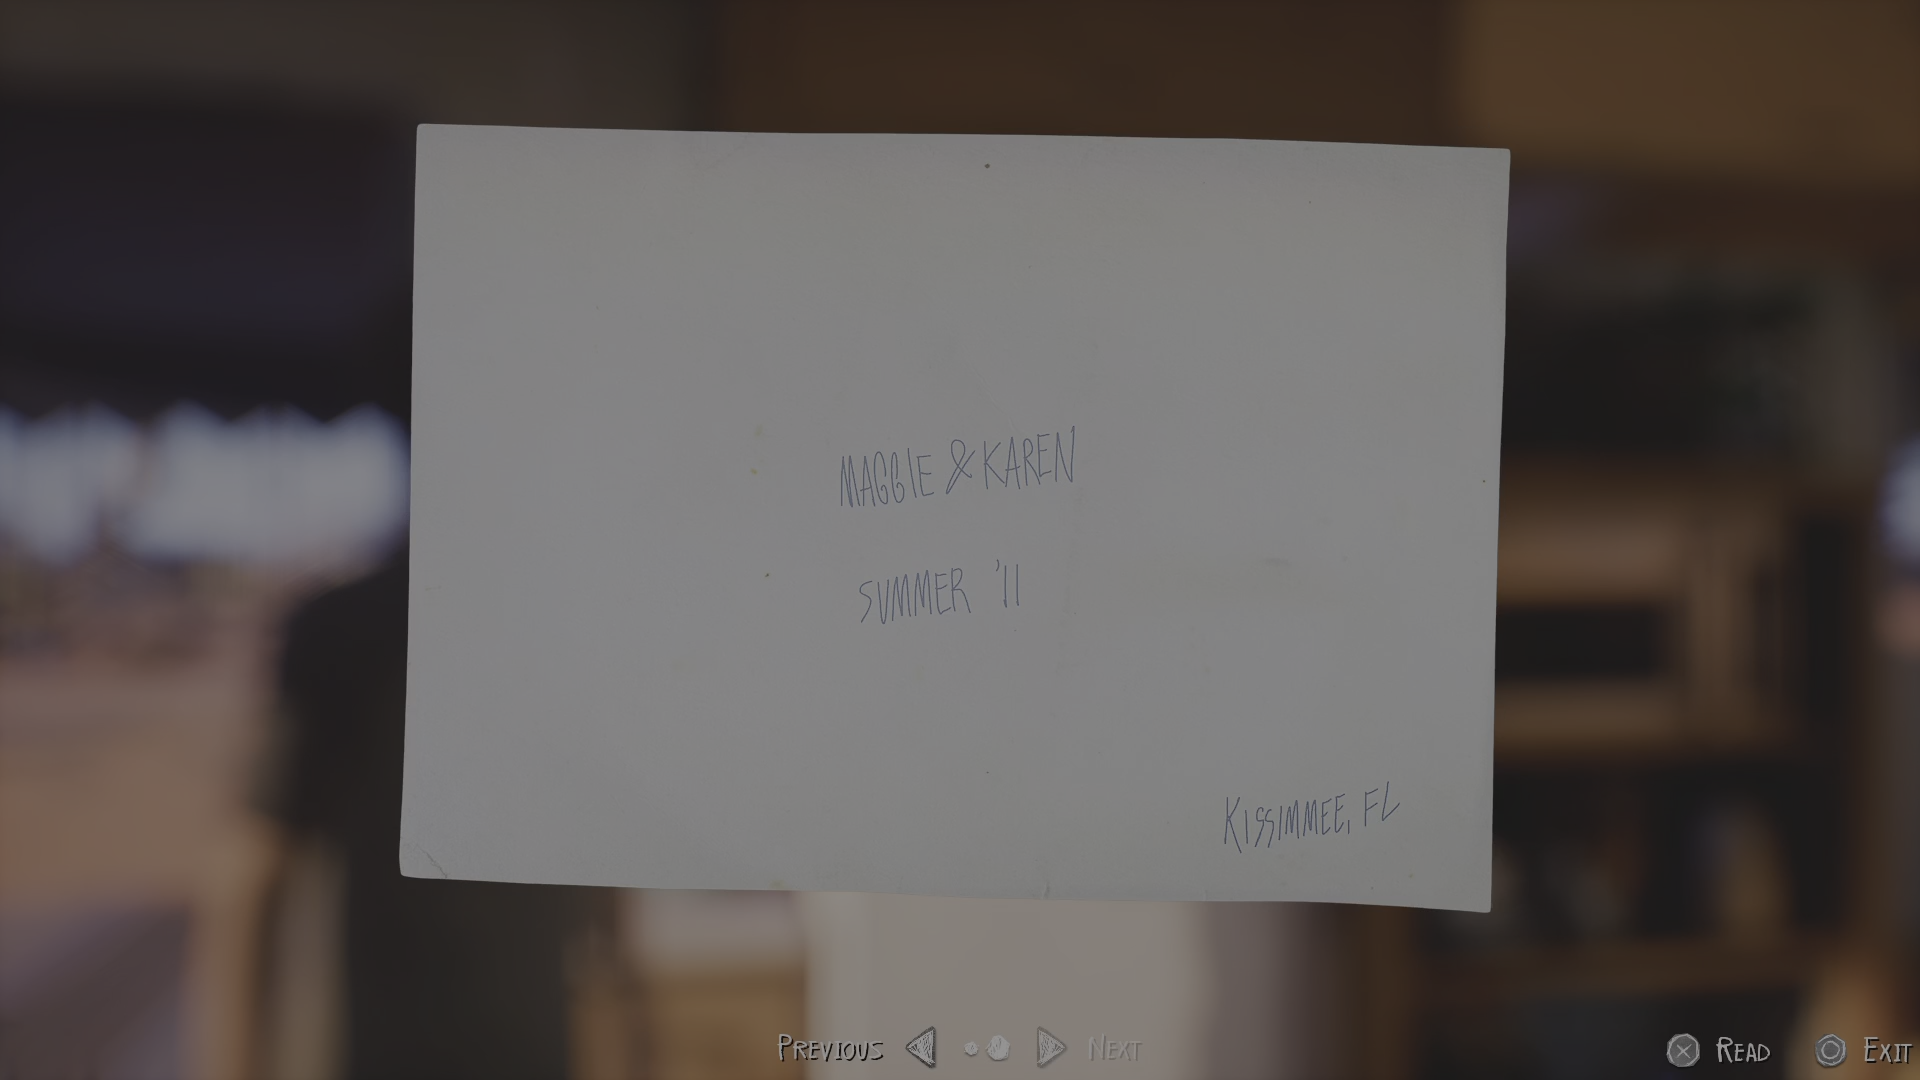 MAGGIE & KAREN
SUMMER '11
KISSIMMEE, FL
PREVIOUS NEXT
READ EXIT